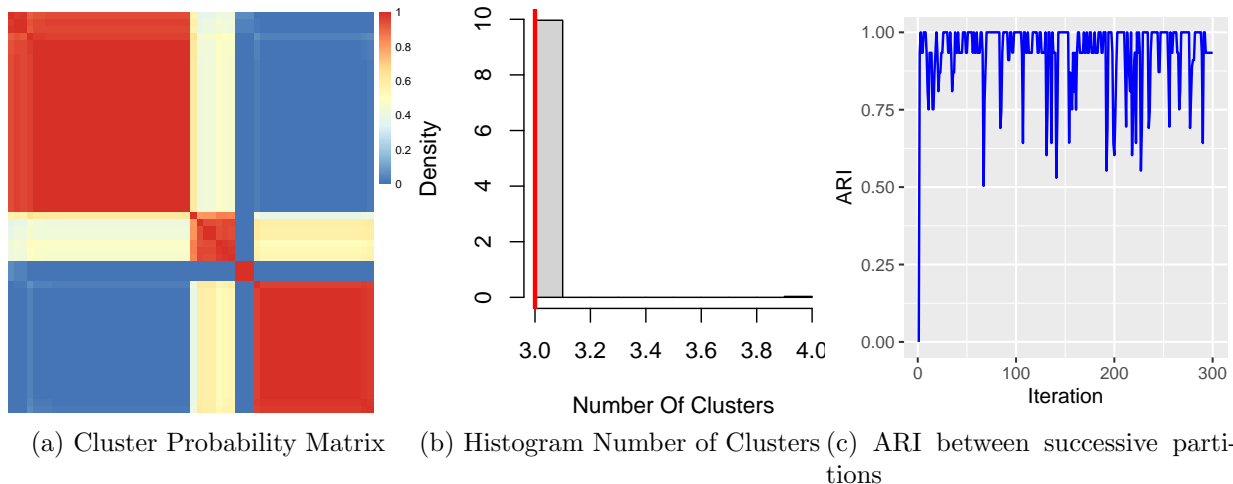 1
0.8
0.6
0.4
0.2
0
Density
10
8
6
4
2
0
3.0 3.2 3.4 3.6 3.8 4.0
Number Of Clusters
ARI
1.00
0.75
0.50
0.25
0.00
0 100 200 300
Iteration
(a) Cluster Probability Matrix
(b) Histogram Number of Clusters
(c) ARI between successive parti-
tions